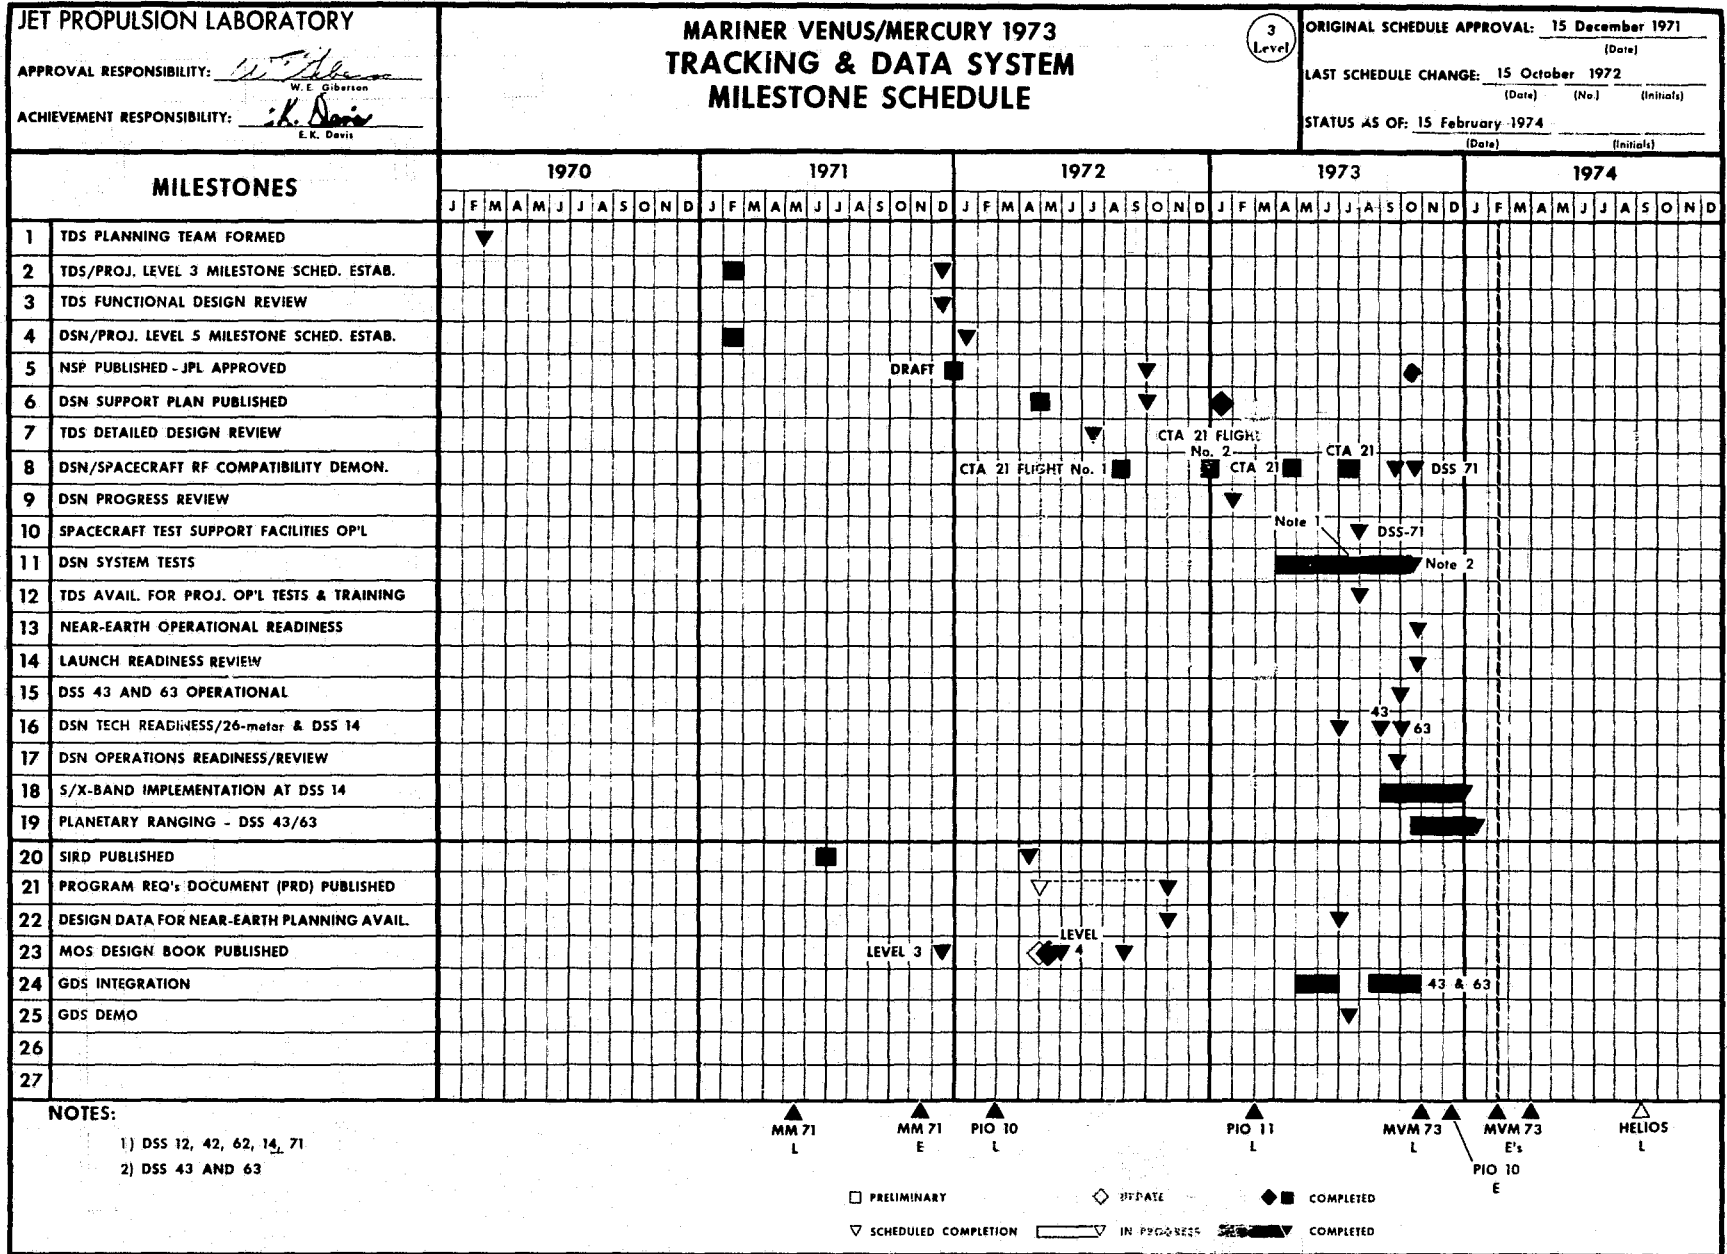 JET PROPULSION LABORATORY
APPROVAL RESPONSIBILITY:
W. E. Giberson
ACHIEVEMENT RESPONSIBILITY: E.K. Davis
E. K. Davis
MARINER VENUS/MERCURY 1973
TRACKING & DATA SYSTEM
MILESTONE SCHEDULE
3
Level
ORIGINAL SCHEDULE APPROVAL: 15 December 1971
(Date)
LAST SCHEDULE CHANGE: 15 October 1972
(Date) (No.) (Initials)
STATUS AS OF: 15 February 1974
(Date) (Initials)
MILESTONES
1970 1971 1972 1973 1974
J F M A M J J A S O N D J F M A M J J A S O N D J F M A M J J A S O N D J F M A M J J A S O N D J F M A M J J A S O N D
1 TDS PLANNING TEAM FORMED
2 TDS/PROJ. LEVEL 3 MILESTONE SCHED. ESTAB.
3 TDS FUNCTIONAL DESIGN REVIEW
4 DSN/PROJ. LEVEL 5 MILESTONE SCHED. ESTAB.
5 NSP PUBLISHED - JPL APPROVED DRAFT
6 DSN SUPPORT PLAN PUBLISHED
7 TDS DETAILED DESIGN REVIEW
CTA 21 FLIGHT
No. 2
8 DSN/SPACECRAFT RF COMPATIBILITY DEMON. CTA 21 FLIGHT No. 1 CTA 21 CTA 21 DSS 71
9 DSN PROGRESS REVIEW
10 SPACECRAFT TEST SUPPORT FACILITIES OP'L Note 1 DSS-71
11 DSN SYSTEM TESTS Note 2
12 TDS AVAIL. FOR PROJ. OP'L TESTS & TRAINING
13 NEAR-EARTH OPERATIONAL READINESS
14 LAUNCH READINESS REVIEW
15 DSS 43 AND 63 OPERATIONAL
16 DSN TECH READINESS/26-meter & DSS 14 43 63
17 DSN OPERATIONS READINESS/REVIEW
18 S/X-BAND IMPLEMENTATION AT DSS 14
19 PLANETARY RANGING - DSS 43/63
20 SIRD PUBLISHED
21 PROGRAM REQ's DOCUMENT (PRD) PUBLISHED
22 DESIGN DATA FOR NEAR-EARTH PLANNING AVAIL.
23 MOS DESIGN BOOK PUBLISHED LEVEL 3 LEVEL 4
24 GDS INTEGRATION 43 & 63
25 GDS DEMO
26
27
NOTES:
1) DSS 12, 42, 62, 14, 71
2) DSS 43 AND 63
MM 71
L
MM 71
E
PIO 10
L
PIO 11
L
MVM 73
L
PIO 10
E
MVM 73
E's
HELIOS
L
PRELIMINARY UPDATE COMPLETED
SCHEDULED COMPLETION IN PROGRESS COMPLETED